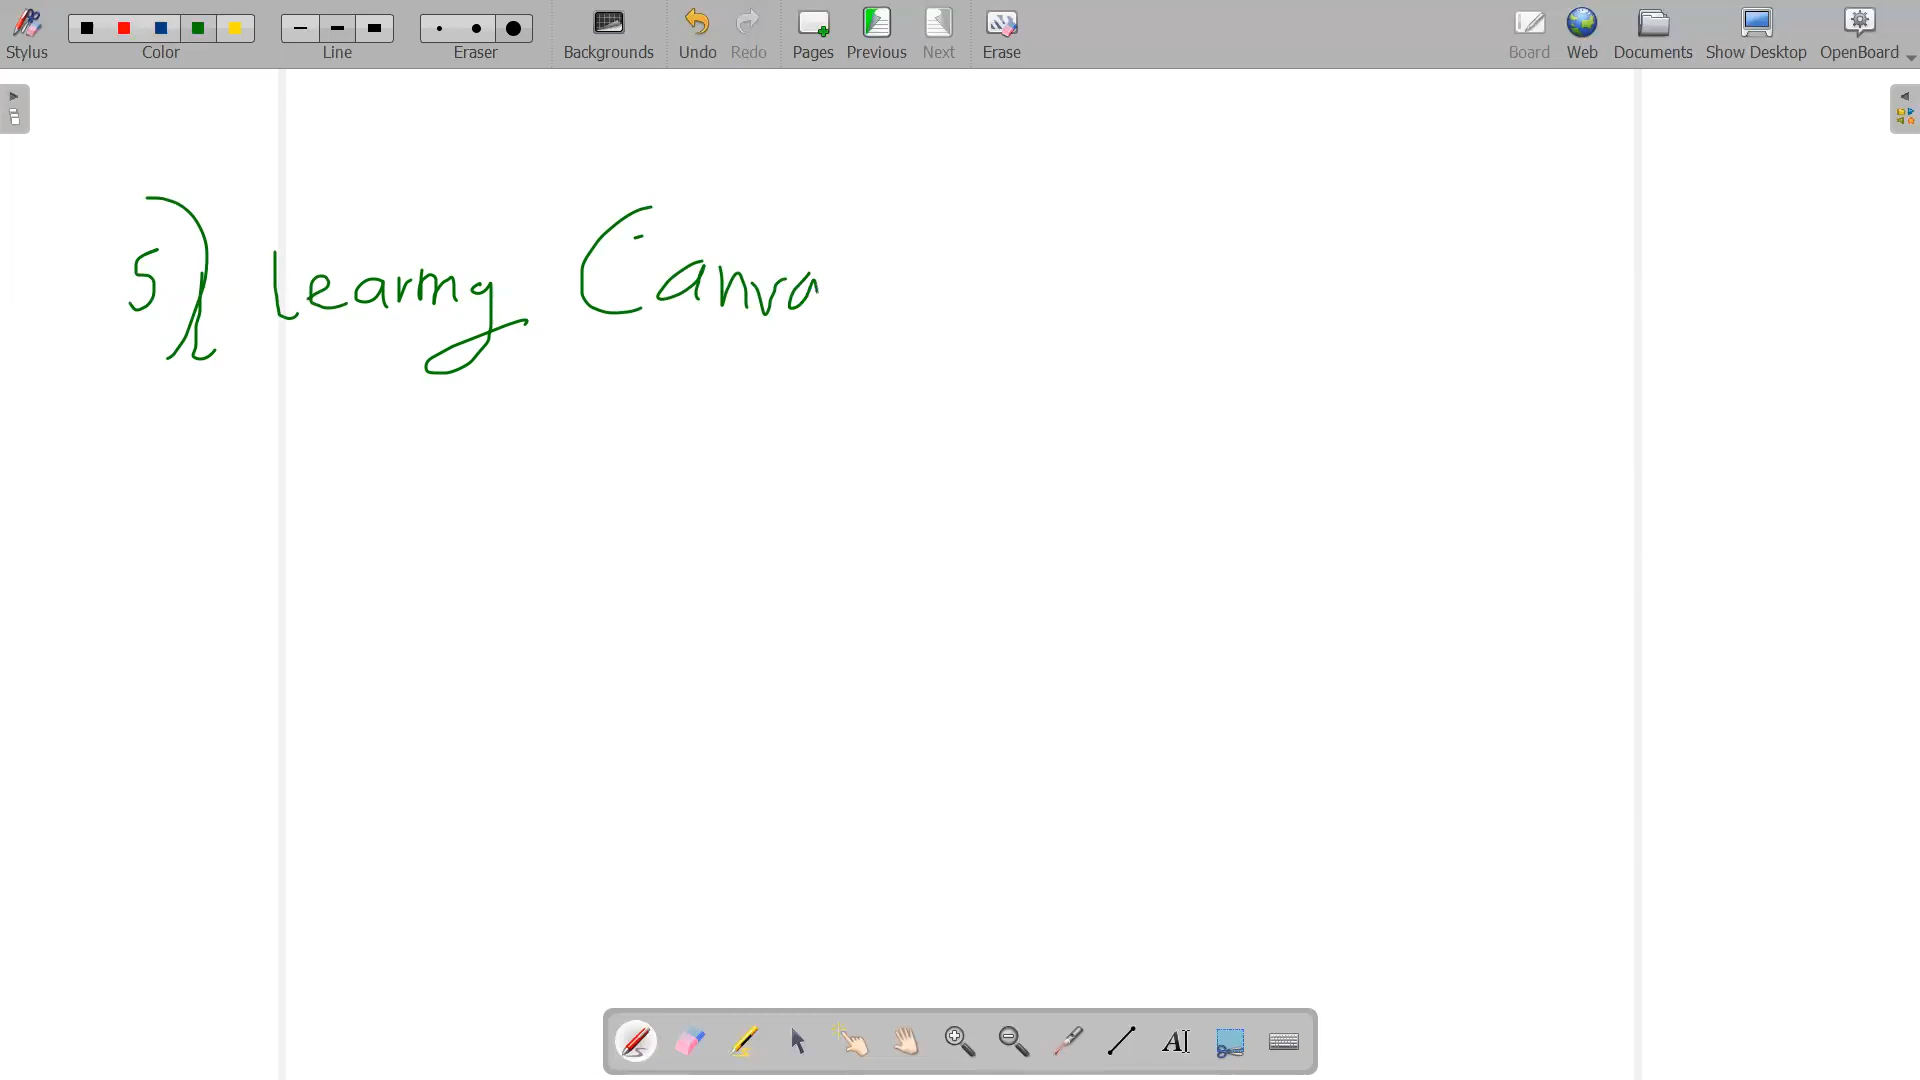 Stylus Color Line Eraser Backgrounds Undo Redo Pages Previous Next Erase Board Web Documents Show Desktop OpenBoard
5) Learnng Canva